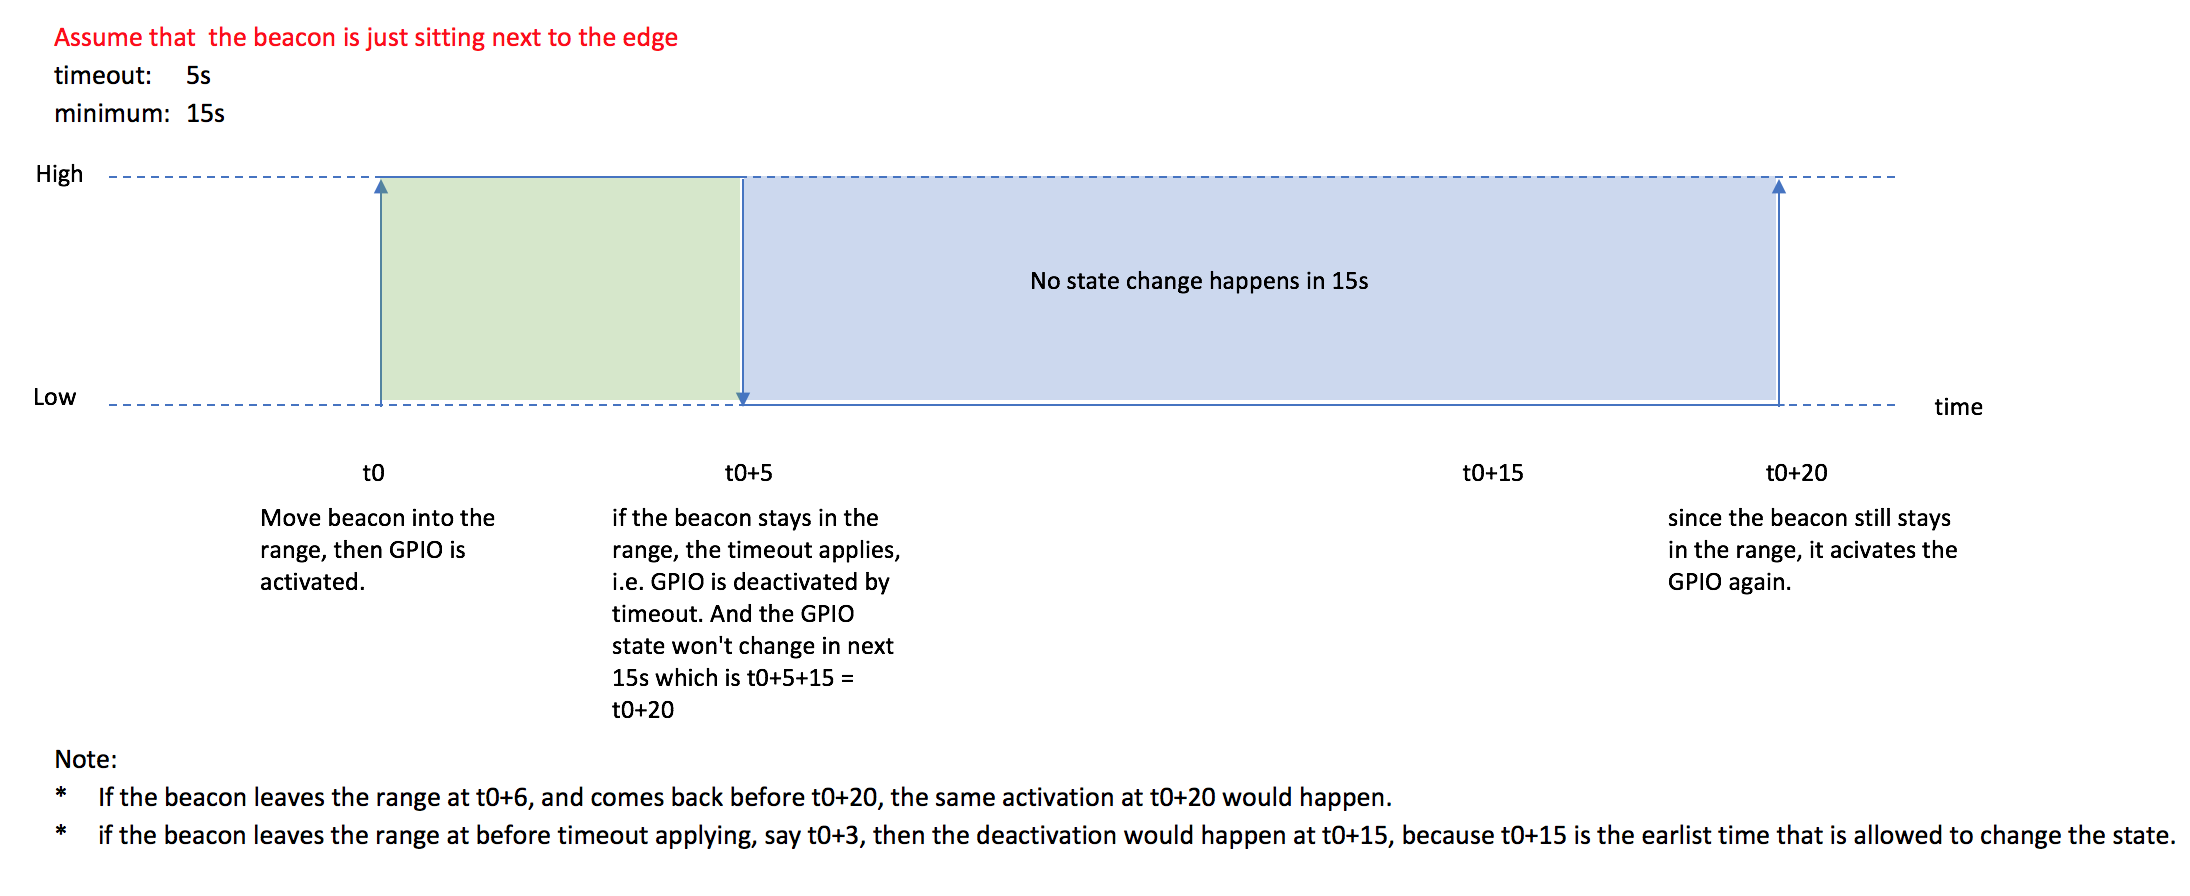 Assume that  the beacon is just sitting next to the edge
timeout: 5s
minimum: 15s
High
No state change happens in 15s
Low
time
t0 t0+5 t0+15 t0+20
Move beacon into the
range, then GPIO is
activated.
if the beacon stays in the
range, the timeout applies,
i.e. GPIO is deactivated by
timeout. And the GPIO
state won't change in next
15s which is t0+5+15 =
t0+20
since the beacon still stays
in the range, it acivates the
GPIO again.
Note:
* If the beacon leaves the range at t0+6, and comes back before t0+20, the same activation at t0+20 would happen.
* if the beacon leaves the range at before timeout applying, say t0+3, then the deactivation would happen at t0+15, because t0+15 is the earlist time that is allowed to change the state.